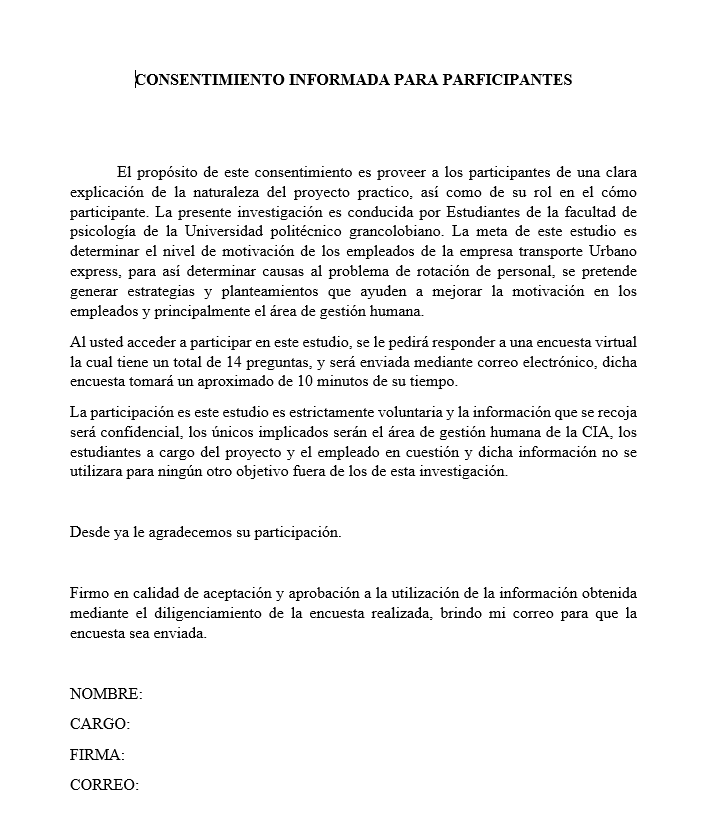 CONSENTIMIENTO INFORMADA PARA PARFICIPANTES
El propósito de este consentimiento es proveer a los participantes de una clara
explicación de la naturaleza del proyecto practico, así como de su rol en el cómo
participante. La presente investigación es conducida por Estudiantes de la facultad de
psicología de la Universidad politécnico grancolobiano. La meta de este estudio es
determinar el nivel de motivación de los empleados de la empresa transporte Urbano
express, para así determinar causas al problema de rotación de personal, se pretende
generar estrategias y planteamientos que ayuden a mejorar la motivación en los
empleados y principalmente el área de gestión humana.
Al usted acceder a participar en este estudio, se le pedirá responder a una encuesta virtual
la cual tiene un total de 14 preguntas, y será enviada mediante correo electrónico, dicha
encuesta tomará un aproximado de 10 minutos de su tiempo.
La participación es este estudio es estrictamente voluntaria y la información que se recoja
será confidencial, los únicos implicados serán el área de gestión humana de la CIA, los
estudiantes a cargo del proyecto y el empleado en cuestión y dicha información no se
utilizara para ningún otro objetivo fuera de los de esta investigación.
Desde ya le agradecemos su participación.
Firmo en calidad de aceptación y aprobación a la utilización de la información obtenida
mediante el diligenciamiento de la encuesta realizada, brindo mi correo para que la
encuesta sea enviada.
NOMBRE:
CARGO:
FIRMA:
CORREO: